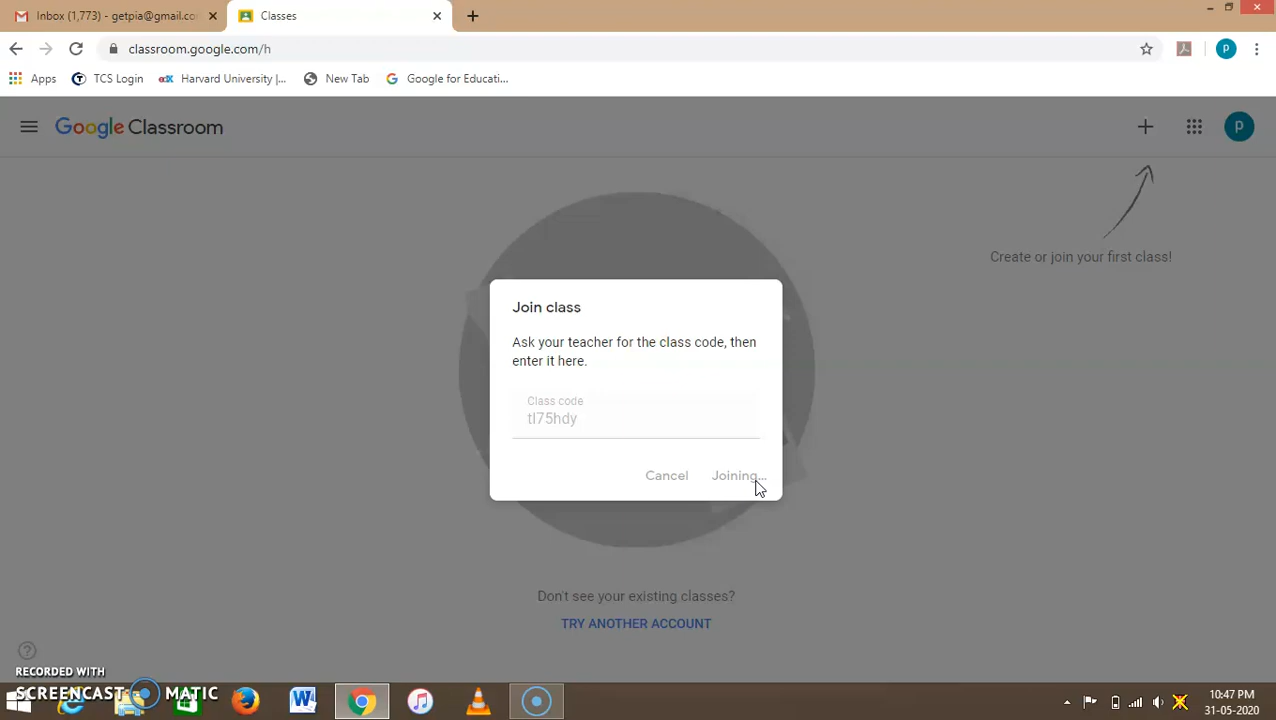 Inbox (1,773) - getpia@gmail.co
Classes
classroom.google.com/h
p
Apps
TCS Login
edX
Harvard University |...
New Tab
Google for Educati...
Google Classroom
p
Create or join your first class!
Join class
Ask your teacher for the class code, then
enter it here.
Class code
tl75hdy
Cancel
Joining...
Don't see your existing classes?
TRY ANOTHER ACCOUNT
RECORDED WITH
SCREENCAST MATIC
10:47 PM
31-05-2020